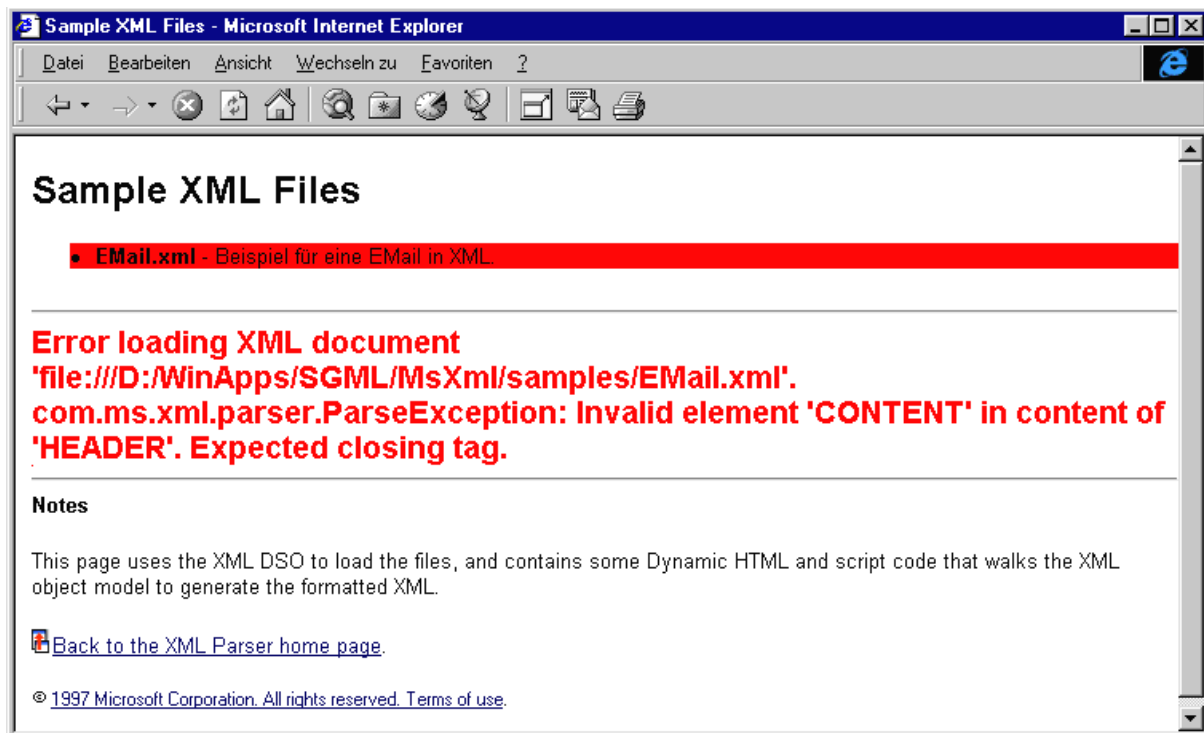 Sample XML Files - Microsoft Internet Explorer
Datei Bearbeiten Ansicht Wechseln zu Favoriten ?
Sample XML Files
• EMail.xml - Beispiel für eine EMail in XML.
Error loading XML document
'file:///D:/WinApps/SGML/MsXml/samples/EMail.xml'.
com.ms.xml.parser.ParseException: Invalid element 'CONTENT' in content of
'HEADER'. Expected closing tag.
Notes
This page uses the XML DSO to load the files, and contains some Dynamic HTML and script code that walks the XML
object model to generate the formatted XML.
Back to the XML Parser home page.
© 1997 Microsoft Corporation. All rights reserved. Terms of use.